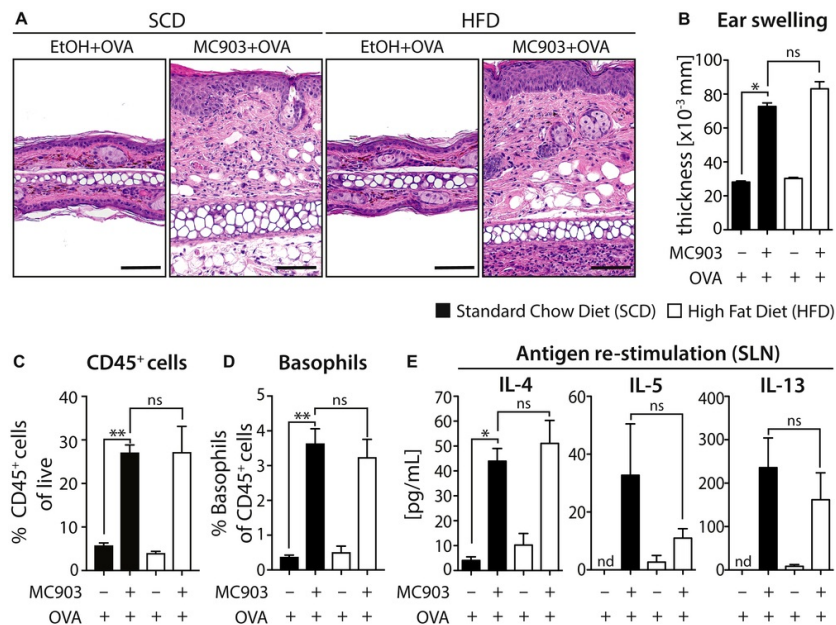 A
SCD
HFD
EtOH+OVA
MC903+OVA
EtOH+OVA
MC903+OVA
B
Ear swelling
thickness [x10⁻³ mm]
100
80
60
40
20
0
*
ns
MC903 − + − +
OVA + + + +
Standard Chow Diet (SCD)
High Fat Diet (HFD)
C
CD45⁺ cells
% CD45⁺ cells
of live
40
30
20
10
0
**
ns
MC903 − + − +
OVA + + + +
D
Basophils
% Basophils
of CD45⁺ cells
5
4
3
2
1
0
**
ns
− + − +
+ + + +
E
Antigen re-stimulation (SLN)
IL-4
[pg/mL]
70
60
50
40
30
20
10
0
*
ns
MC903 − + − +
OVA + + + +
IL-5
60
40
20
0
nd
ns
− + − +
+ + + +
IL-13
400
300
200
100
0
nd
ns
− + − +
+ + + +